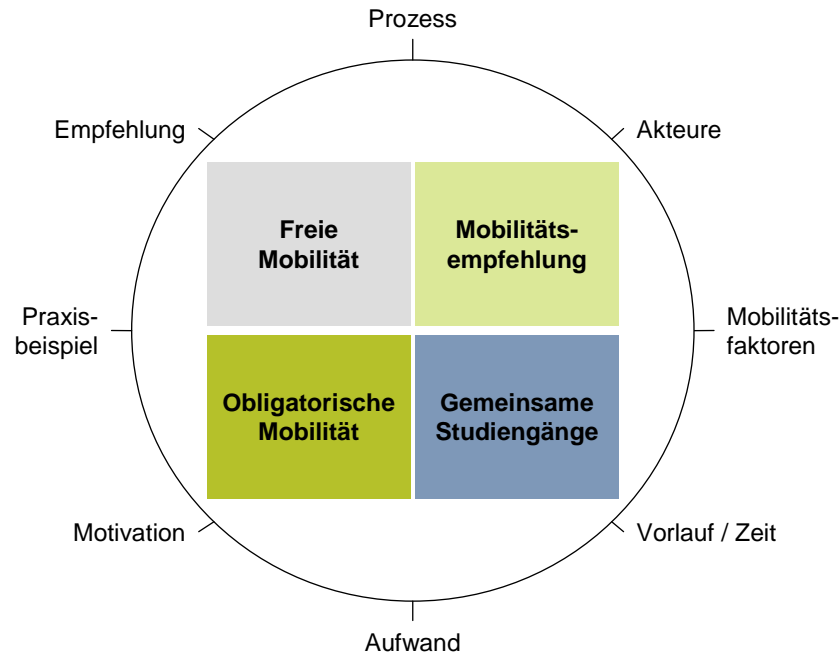 Prozess
Empfehlung
Akteure
Freie
Mobilität
Mobilitäts-
empfehlung
Praxis-
beispiel
Mobilitäts-
faktoren
Obligatorische
Mobilität
Gemeinsame
Studiengänge
Motivation
Vorlauf / Zeit
Aufwand